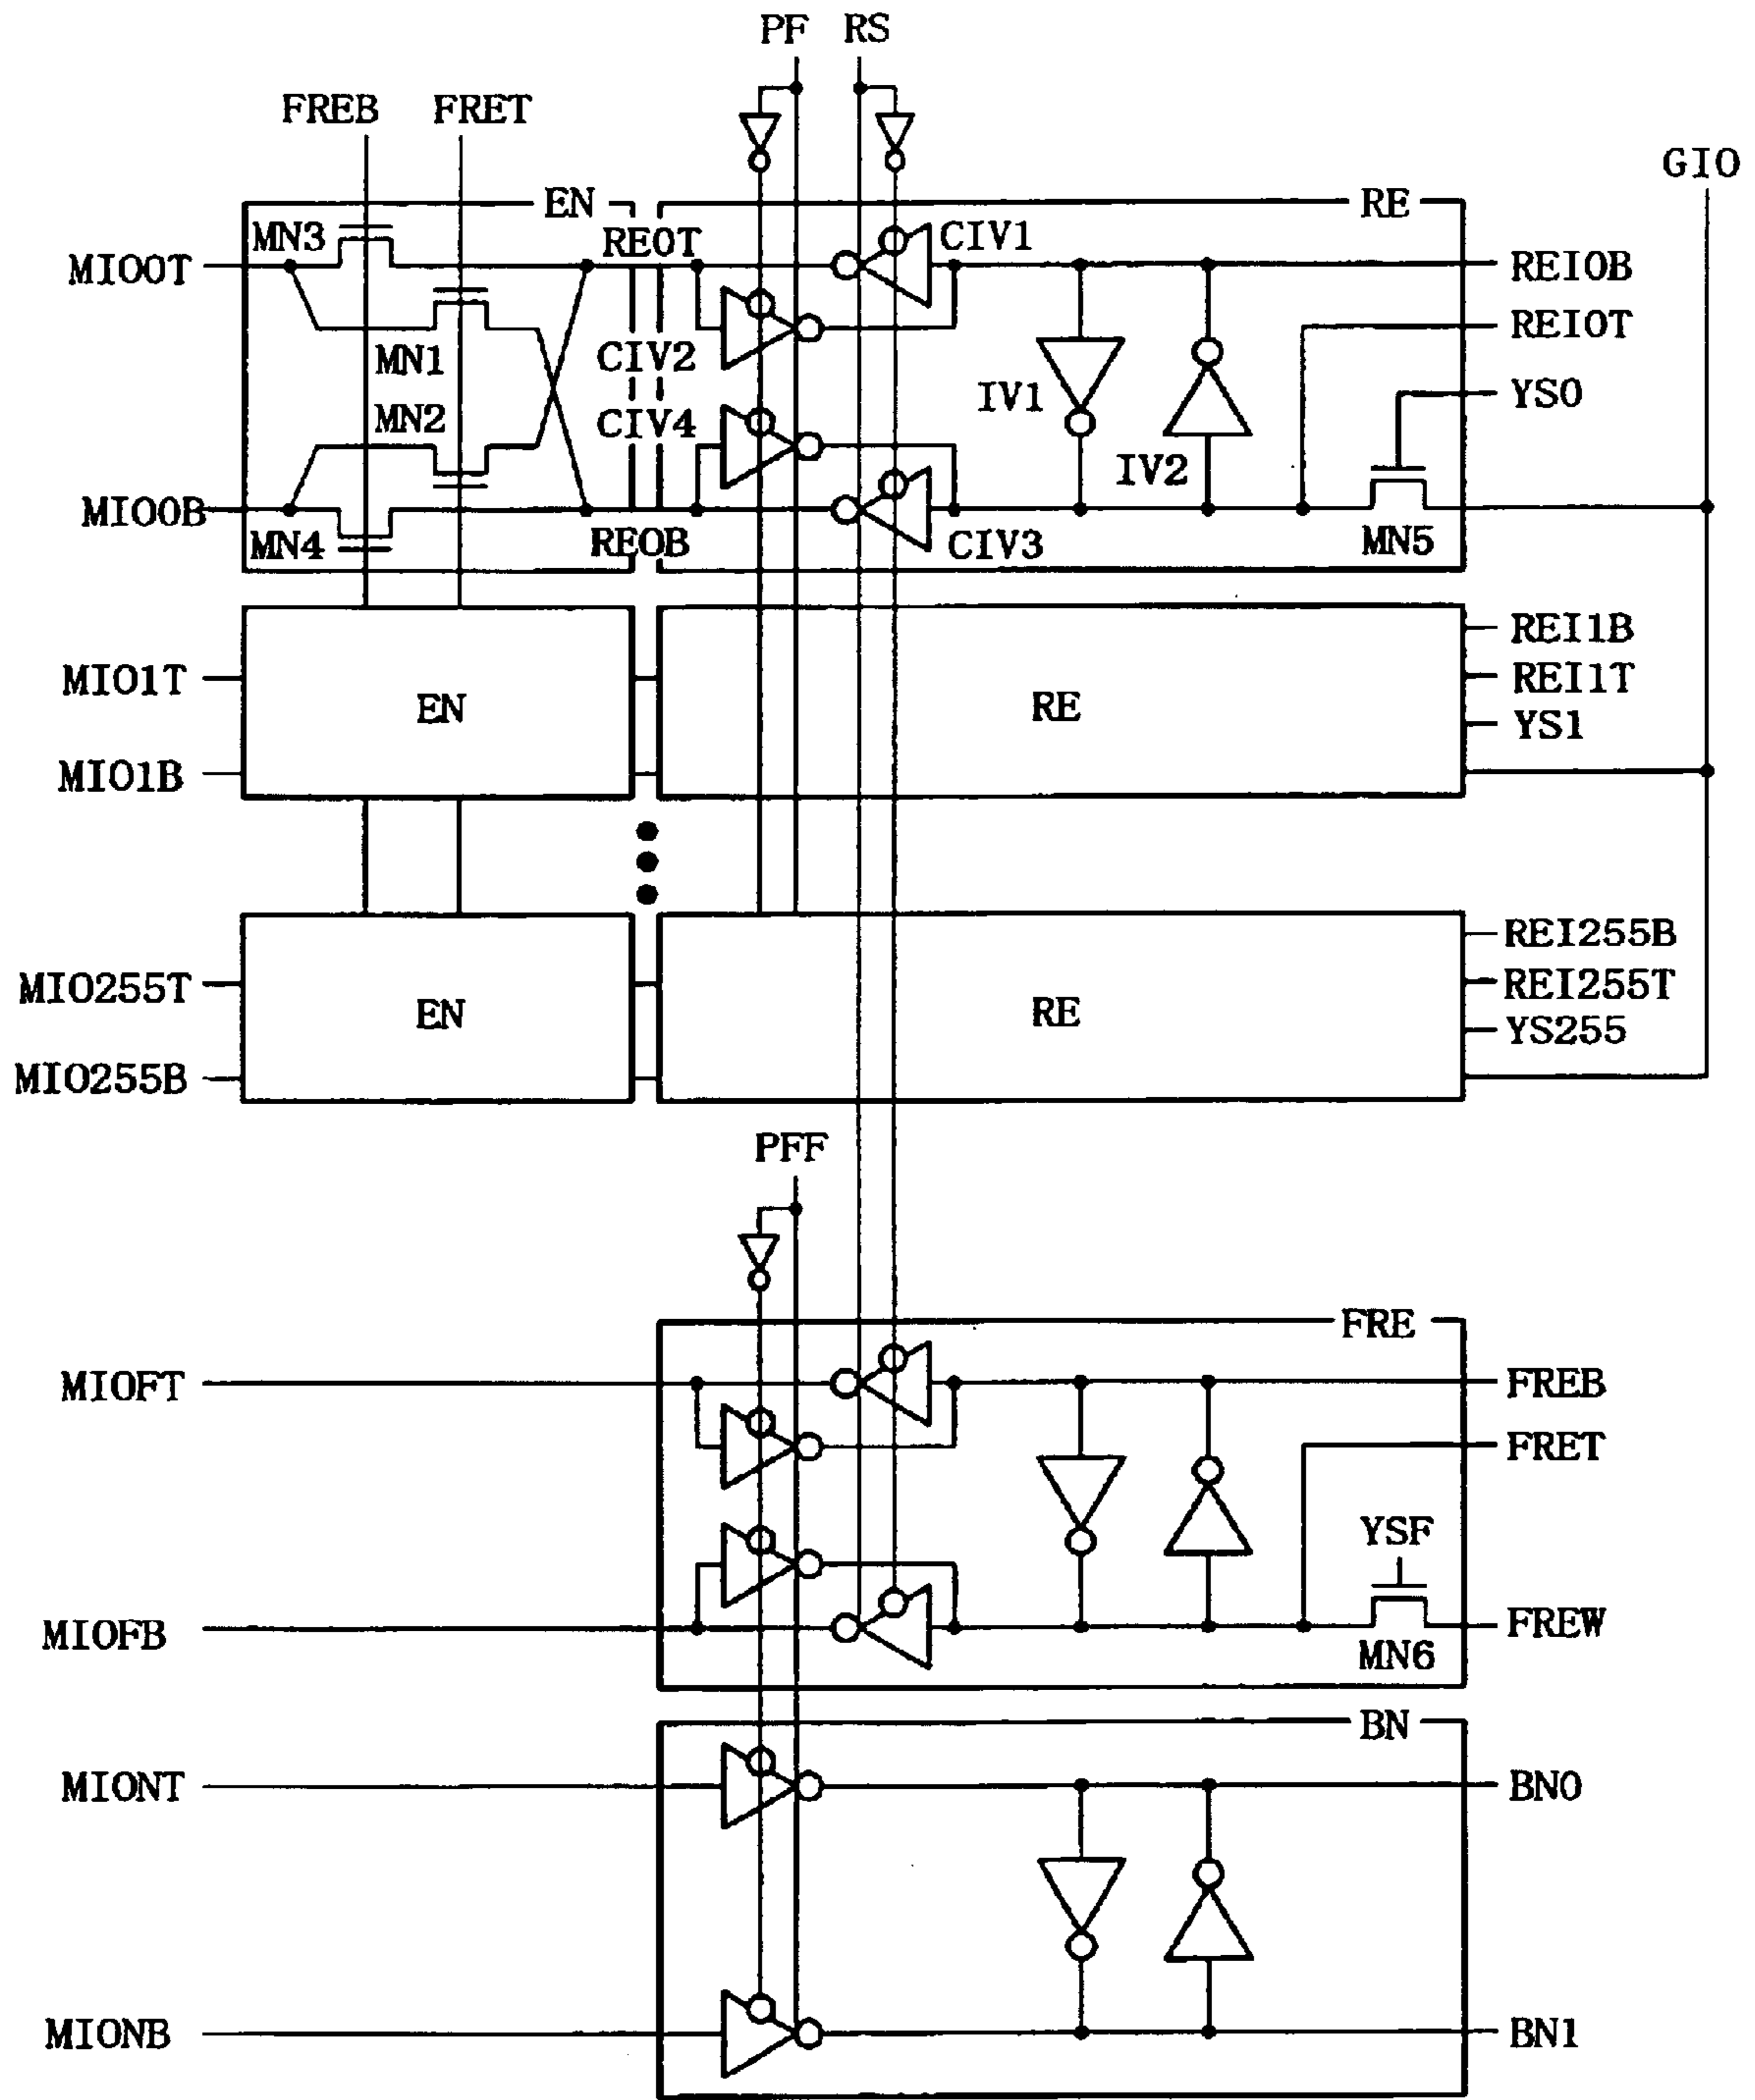 PF RS
FREB FRET
GIO
EN RE
MN3 RE0T CIV1
MIO0T REI0B
REI0T
MN1 CIV2
IV1 YS0
MN2 CIV4
IV2
MIO0B
MN4 RE0B CIV3 MN5
REI1B
MIO1T REI1T
EN RE
YS1
MIO1B
REI255B
MIO255T REI255T
EN RE
YS255
MIO255B
PFF
FRE
MIOFT FREB
FRET
YSF
MIOFB FREW
MN6
BN
MIONT BN0
MIONB BN1